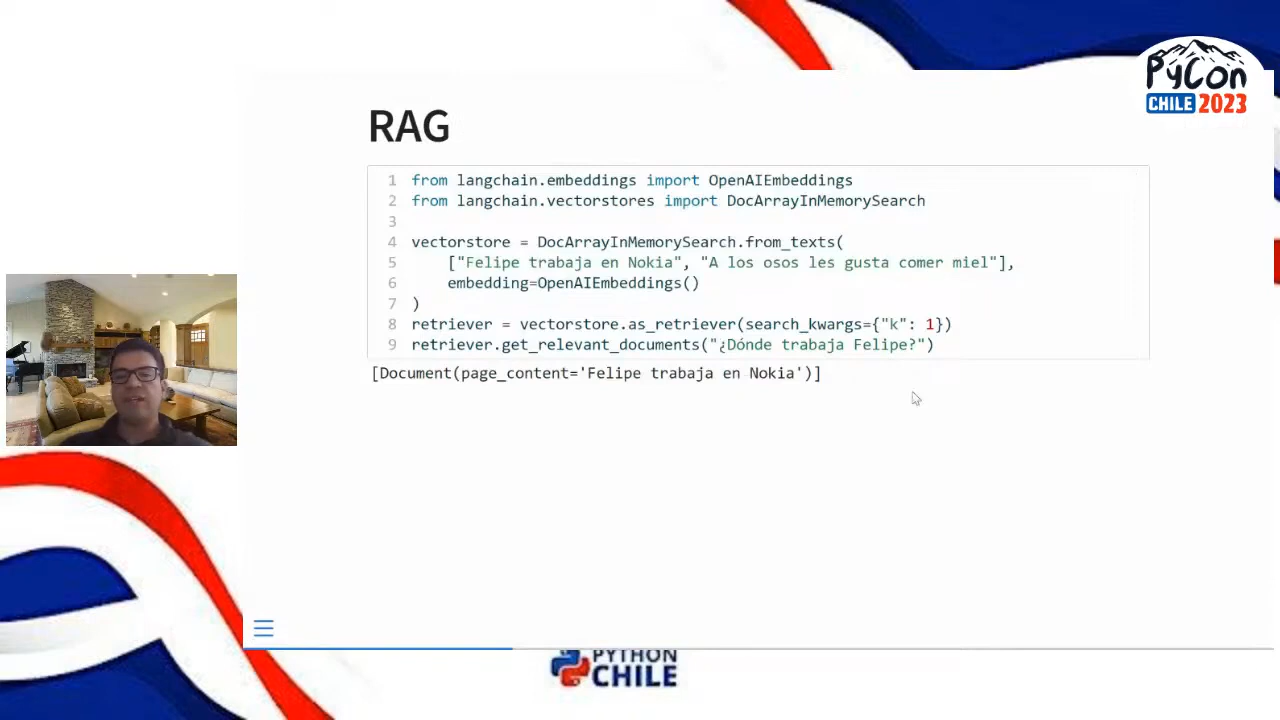 PyCon
CHILE 2023
RAG
1 from langchain.embeddings import OpenAIEmbeddings
2 from langchain.vectorstores import DocArrayInMemorySearch
3
4 vectorstore = DocArrayInMemorySearch.from_texts(
5     ["Felipe trabaja en Nokia", "A los osos les gusta comer miel"],
6     embedding=OpenAIEmbeddings()
7 )
8 retriever = vectorstore.as_retriever(search_kwargs={"k": 1})
9 retriever.get_relevant_documents("¿Dónde trabaja Felipe?")
[Document(page_content='Felipe trabaja en Nokia')]
PYTHON
CHILE